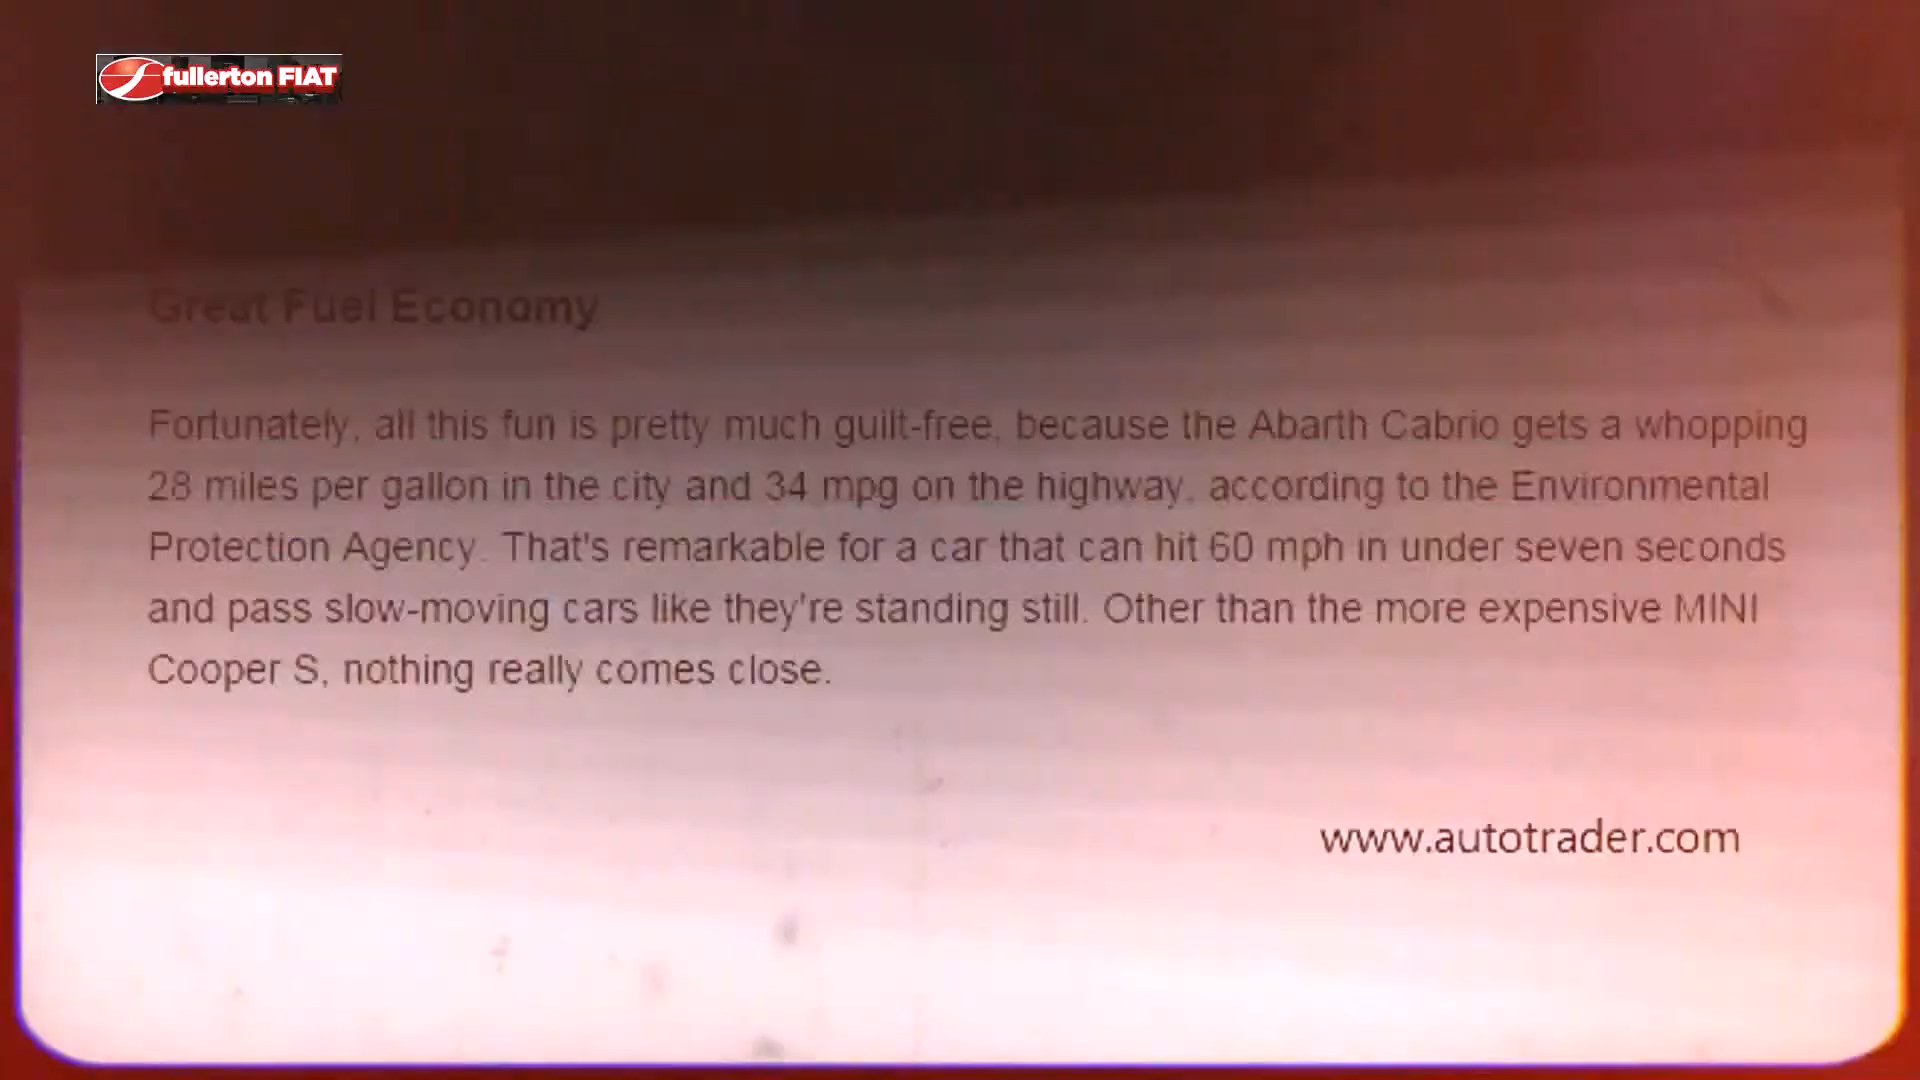 fullerton FIAT
Great Fuel Economy
Fortunately, all this fun is pretty much guilt-free, because the Abarth Cabrio gets a whopping
28 miles per gallon in the city and 34 mpg on the highway, according to the Environmental
Protection Agency. That's remarkable for a car that can hit 60 mph in under seven seconds
and pass slow-moving cars like they're standing still. Other than the more expensive MINI
Cooper S, nothing really comes close.
www.autotrader.com